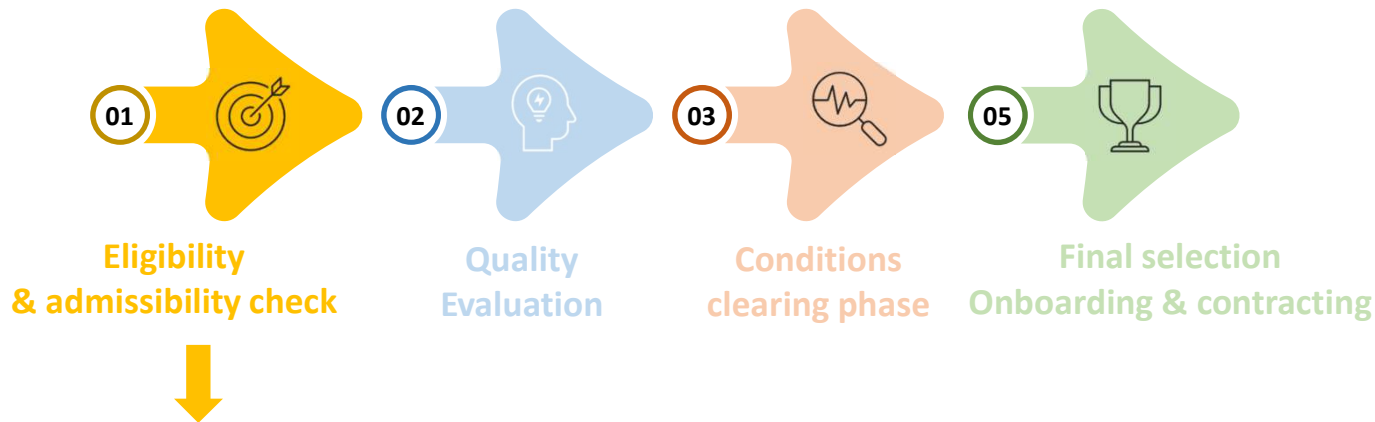 01
02
03
05
Eligibility
& admissibility check
Quality
Evaluation
Conditions
clearing phase
Final selection
Onboarding & contracting